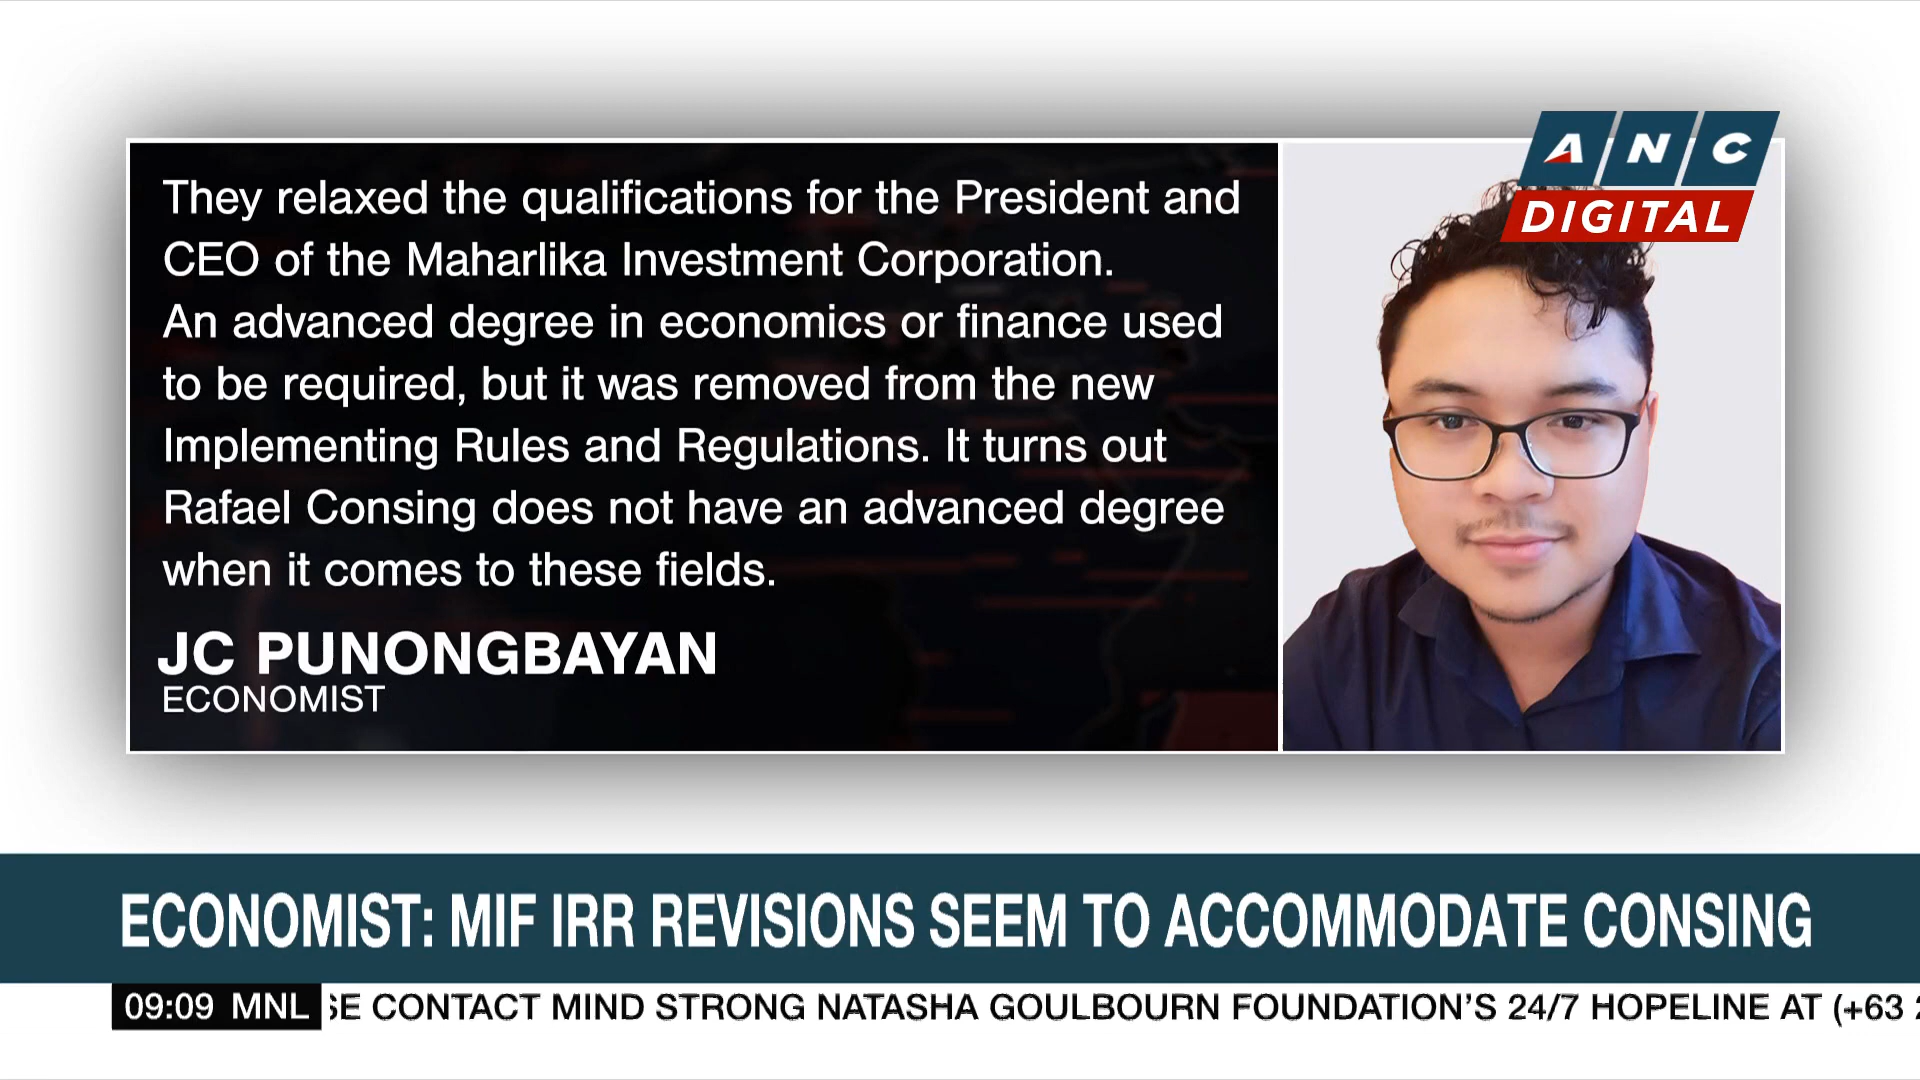 ANC
DIGITAL
They relaxed the qualifications for the President and
CEO of the Maharlika Investment Corporation.
An advanced degree in economics or finance used
to be required, but it was removed from the new
Implementing Rules and Regulations. It turns out
Rafael Consing does not have an advanced degree
when it comes to these fields.
JC PUNONGBAYAN
ECONOMIST
ECONOMIST: MIF IRR REVISIONS SEEM TO ACCOMMODATE CONSING
09:09 MNL CONTACT MIND STRONG NATASHA GOULBOURN FOUNDATION'S 24/7 HOPELINE AT (+63